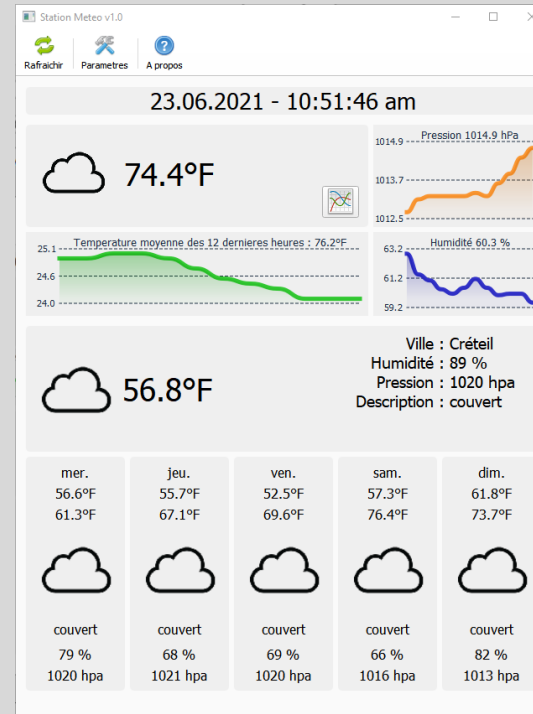 Station Meteo v1.0
Rafraichir Parametres A propos
23.06.2021 - 10:51:46 am
74.4°F
Pression 1014.9 hPa
1014.9
1013.7
1012.5
Temperature moyenne des 12 dernieres heures : 76.2°F
25.1
24.6
24.0
Humidité 60.3 %
63.2
61.2
59.2
56.8°F
Ville : Créteil
Humidité : 89 %
Pression : 1020 hpa
Description : couvert
mer. jeu. ven. sam. dim.
56.6°F 55.7°F 52.5°F 57.3°F 61.8°F
61.3°F 67.1°F 69.6°F 76.4°F 73.7°F
couvert couvert couvert couvert couvert
79 % 68 % 69 % 66 % 82 %
1020 hpa 1021 hpa 1020 hpa 1016 hpa 1013 hpa